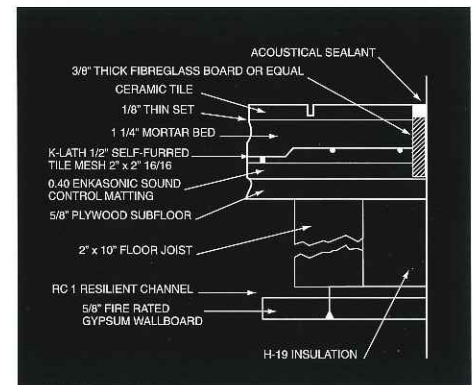 ACOUSTICAL SEALANT
3/8" THICK FIBREGLASS BOARD OR EQUAL
CERAMIC TILE
1/8" THIN SET
1 1/4" MORTAR BED
K-LATH 1/2" SELF-FURRED
TILE MESH 2" x 2" 16/16
0.40 ENKASONIC SOUND
CONTROL MATTING
5/8" PLYWOOD SUBFLOOR
2" x 10" FLOOR JOIST
RC 1 RESILIENT CHANNEL
5/8" FIRE RATED
GYPSUM WALLBOARD
H-19 INSULATION